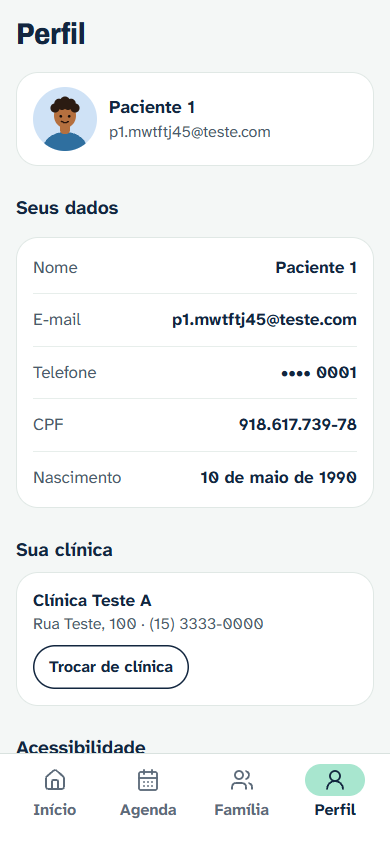 Perfil
Paciente 1
p1.mwtftj45@teste.com
Seus dados
Nome Paciente 1
E-mail p1.mwtftj45@teste.com
Telefone •••• 0001
CPF 918.617.739-78
Nascimento 10 de maio de 1990
Sua clínica
Clínica Teste A
Rua Teste, 100 · (15) 3333-0000
Trocar de clínica
Acessibilidade
Início Agenda Família Perfil